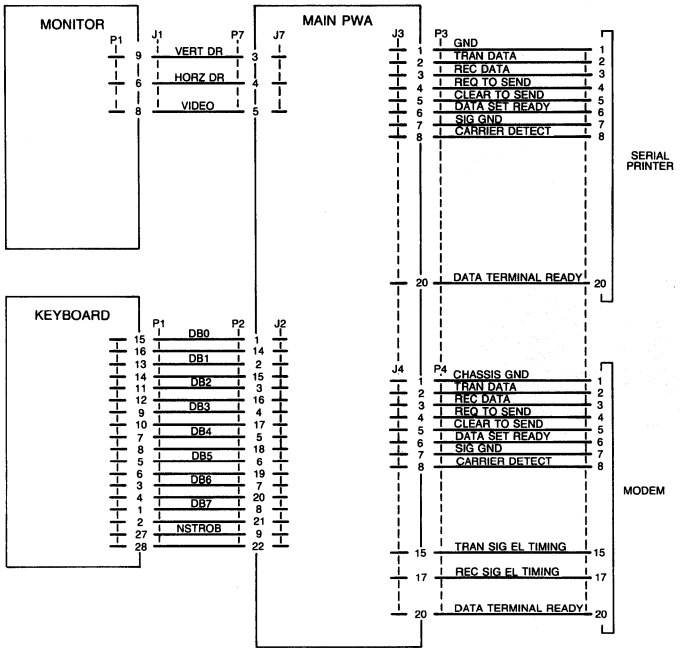 MONITOR
P1 J1 P7 J7
9 VERT DR 3
6 HORZ DR 4
8 VIDEO 5
MAIN PWA
J3 P3
1 GND 1
2 TRAN DATA 2
3 REC DATA 3
4 REQ TO SEND 4
5 CLEAR TO SEND 5
6 DATA SET READY 6
7 SIG GND 7
8 CARRIER DETECT 8
20 DATA TERMINAL READY 20
SERIAL
PRINTER
KEYBOARD
P1 P2 J2
15 DB0 1
16 14
13 DB1 2
14 15
11 DB2 3
12 16
9 DB3 4
10 17
7 DB4 5
8 18
5 DB5 6
6 19
3 DB6 7
4 20
1 DB7 8
2 21
27 NSTROB 9
28 22
J4 P4
1 CHASSIS GND 1
2 TRAN DATA 2
3 REC DATA 3
4 REQ TO SEND 4
5 CLEAR TO SEND 5
6 DATA SET READY 6
7 SIG GND 7
8 CARRIER DETECT 8
15 TRAN SIG EL TIMING 15
17 REC SIG EL TIMING 17
20 DATA TERMINAL READY 20
MODEM